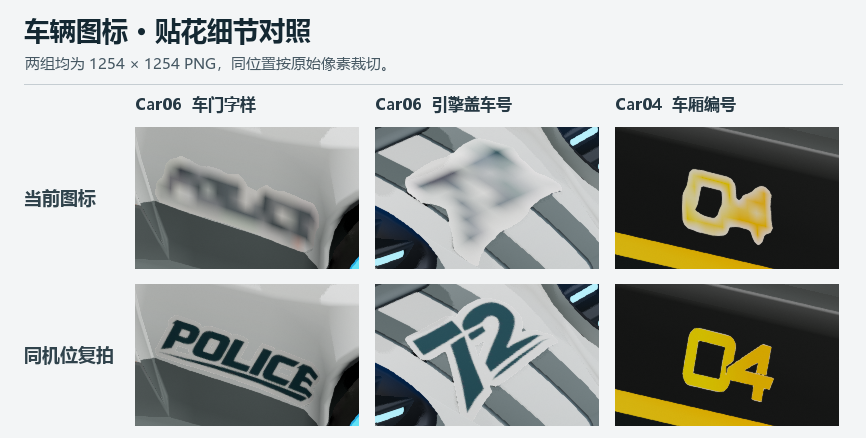 车辆图标 · 贴花细节对照
两组均为 1254 × 1254 PNG，同位置按原始像素裁切。
Car06 车门字样
Car06 引擎盖车号
Car04 车厢编号
当前图标
04
同机位复拍
POLICE
72
04